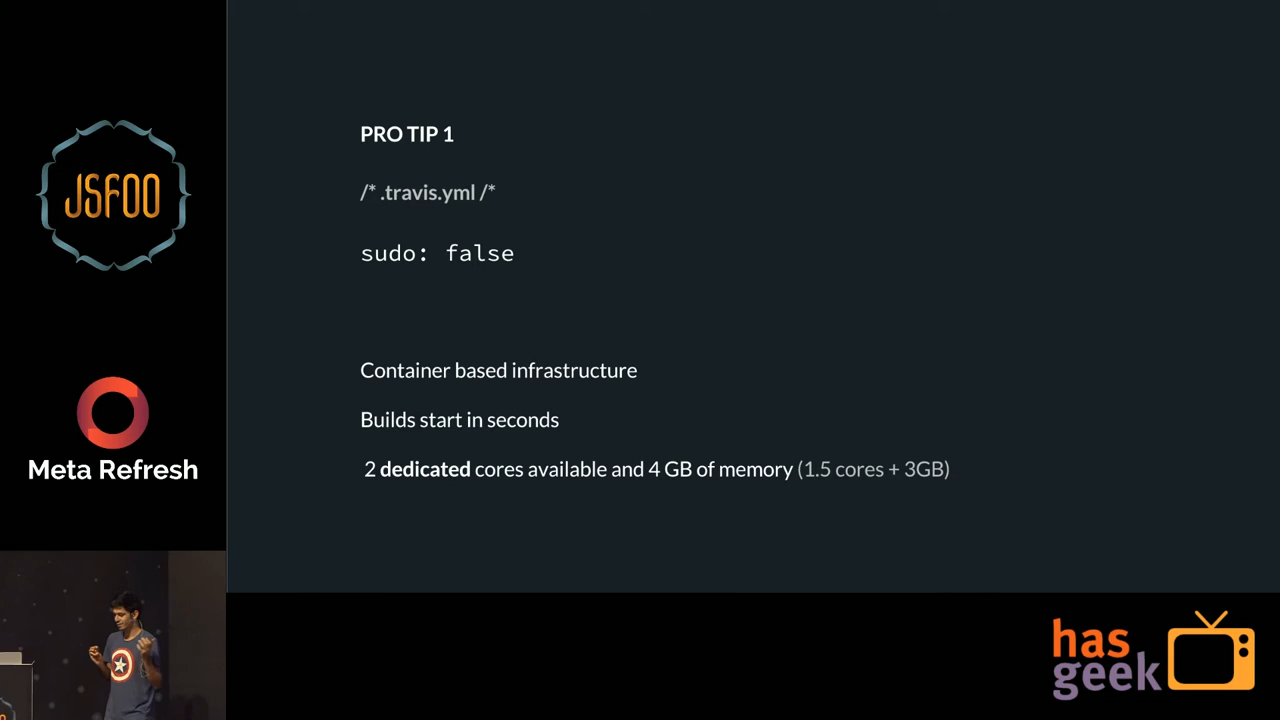 JSFOO
Meta Refresh
PRO TIP 1
/* .travis.yml /*
sudo: false
Container based infrastructure
Builds start in seconds
2 dedicated cores available and 4 GB of memory (1.5 cores + 3GB)
has
geek